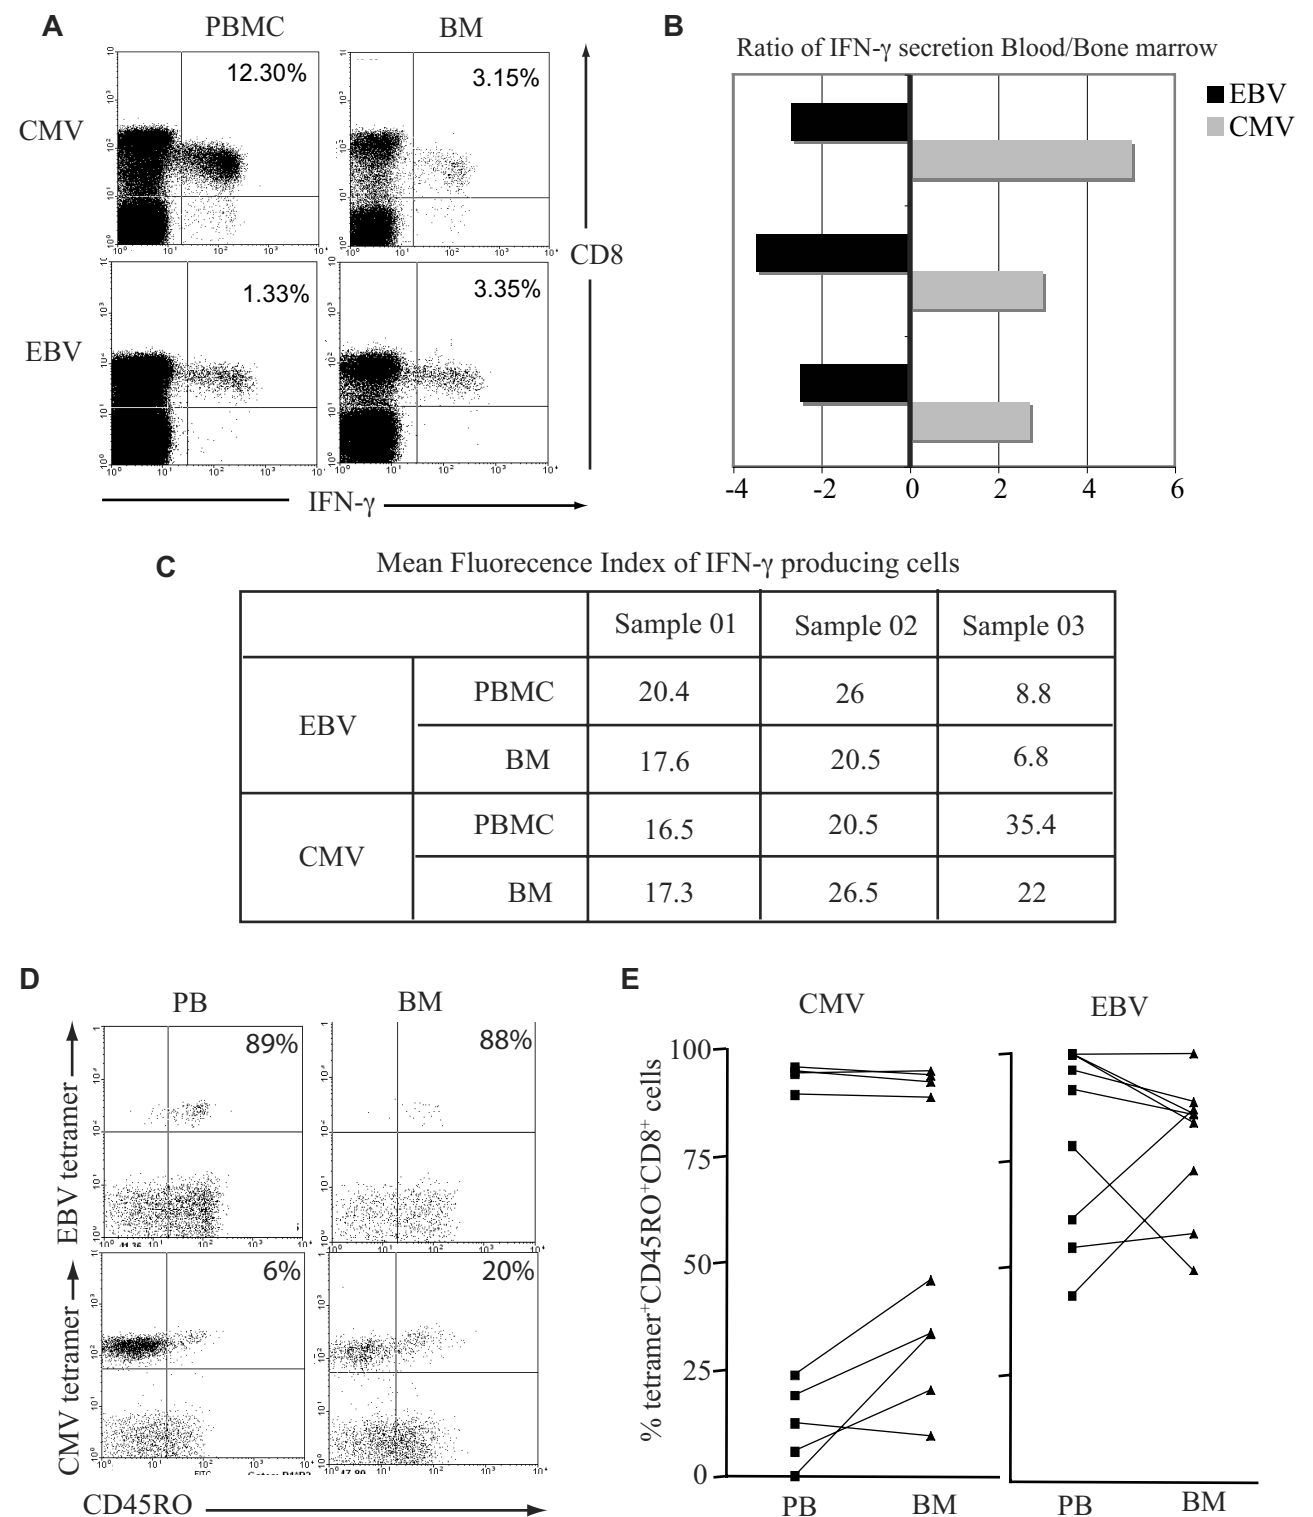 A
PBMC
BM
CMV
12.30%
3.15%
CD8
EBV
1.33%
3.35%
10⁰ 10¹ 10² 10³ 10⁴
IFN-γ
B
Ratio of IFN-γ secretion Blood/Bone marrow
EBV
CMV
-4 -2 0 2 4 6
C
Mean Fluorecence Index of IFN-γ producing cells
Sample 01 Sample 02 Sample 03
EBV
PBMC 20.4 26 8.8
BM 17.6 20.5 6.8
CMV
PBMC 16.5 20.5 35.4
BM 17.3 26.5 22
D
PB
BM
EBV tetramer
89%
88%
CMV tetramer
6%
20%
CD45RO
E
CMV
EBV
% tetramer⁺CD45RO⁺CD8⁺ cells
100
75
50
25
0
PB BM
PB BM